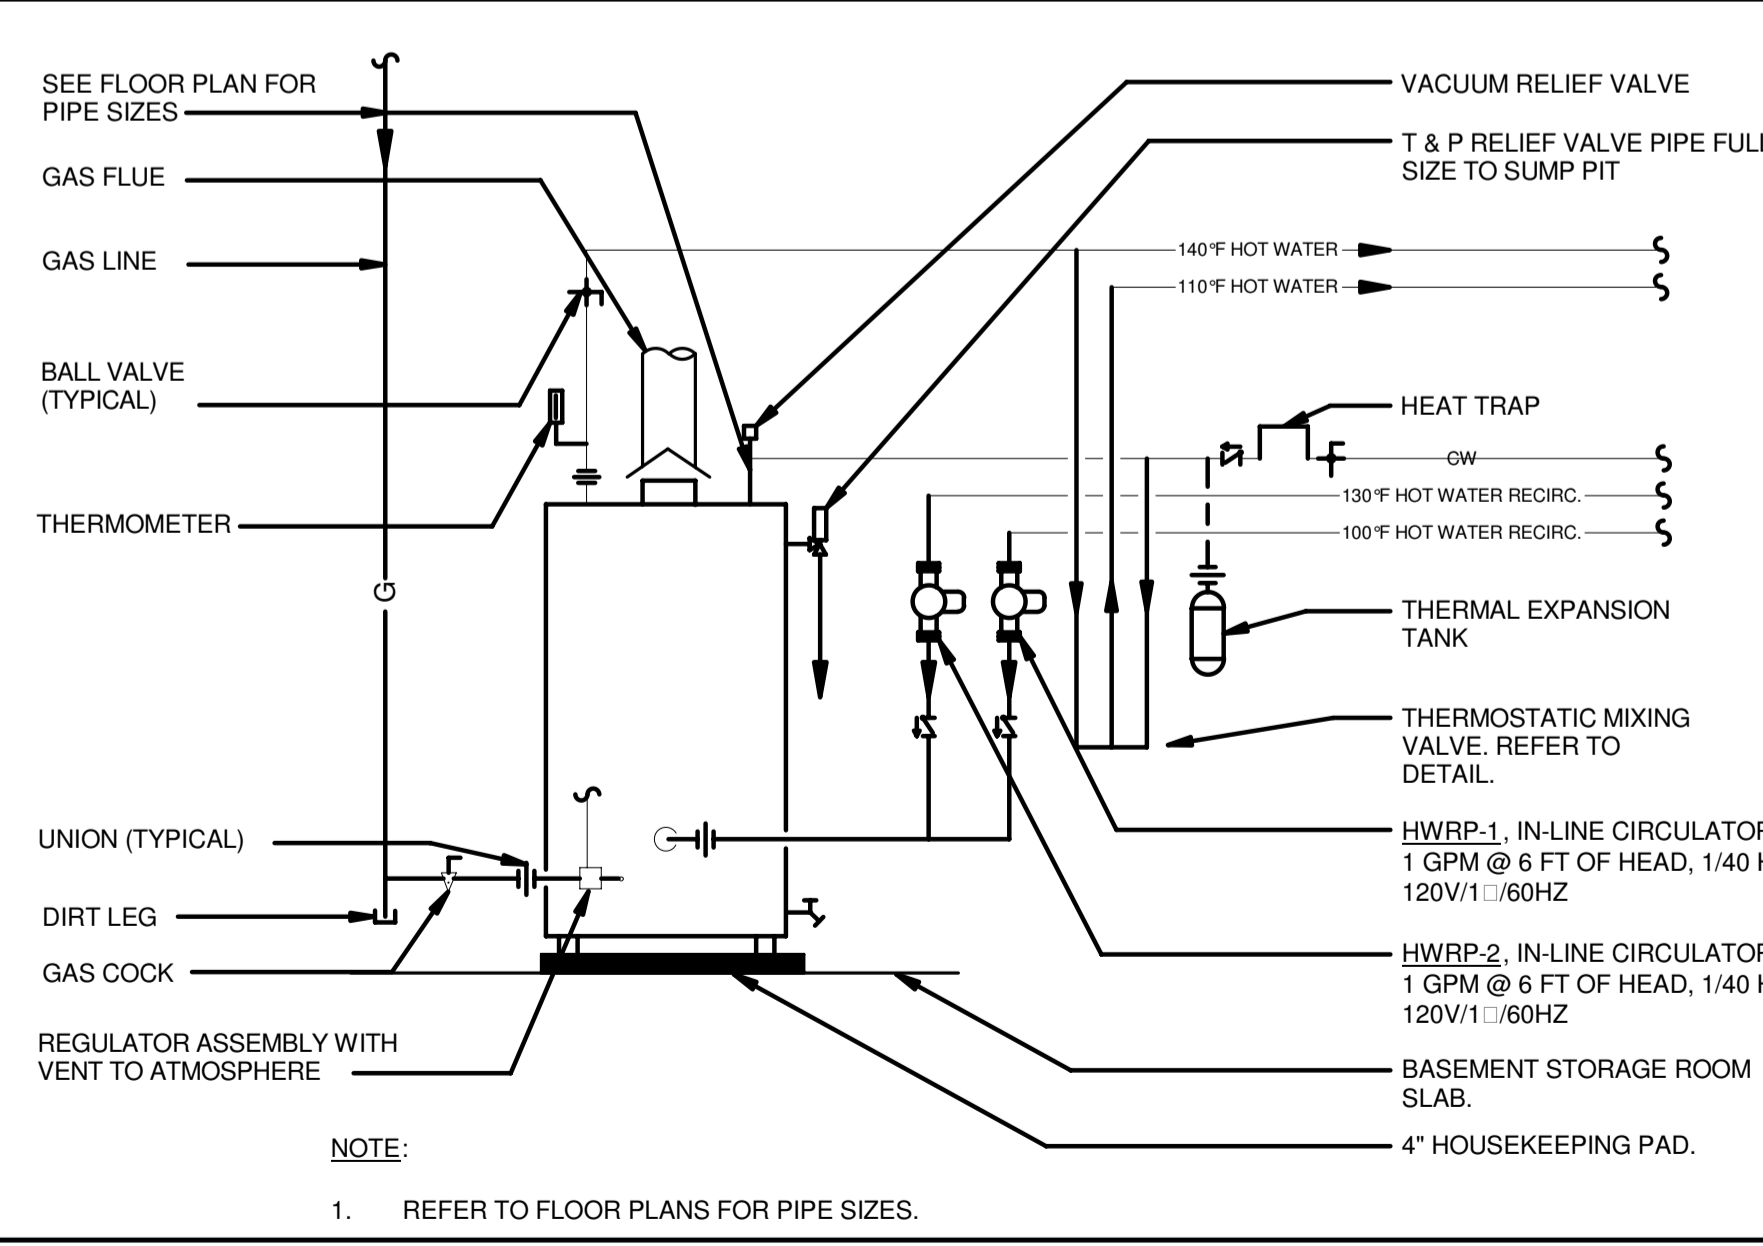 SEE FLOOR PLAN FOR
PIPE SIZES
GAS FLUE
GAS LINE
BALL VALVE
(TYPICAL)
THERMOMETER
G
UNION (TYPICAL)
DIRT LEG
GAS COCK
REGULATOR ASSEMBLY WITH
VENT TO ATMOSPHERE
VACUUM RELIEF VALVE
T & P RELIEF VALVE PIPE FULL
SIZE TO SUMP PIT
140°F HOT WATER
110°F HOT WATER
HEAT TRAP
CW
130°F HOT WATER RECIRC.
100°F HOT WATER RECIRC.
THERMAL EXPANSION
TANK
THERMOSTATIC MIXING
VALVE. REFER TO
DETAIL.
HWRP-1, IN-LINE CIRCULATOR
1 GPM @ 6 FT OF HEAD, 1/40 H
120V/1□/60HZ
HWRP-2, IN-LINE CIRCULATOR
1 GPM @ 6 FT OF HEAD, 1/40 H
120V/1□/60HZ
BASEMENT STORAGE ROOM
SLAB.
4" HOUSEKEEPING PAD.
NOTE:
1. REFER TO FLOOR PLANS FOR PIPE SIZES.